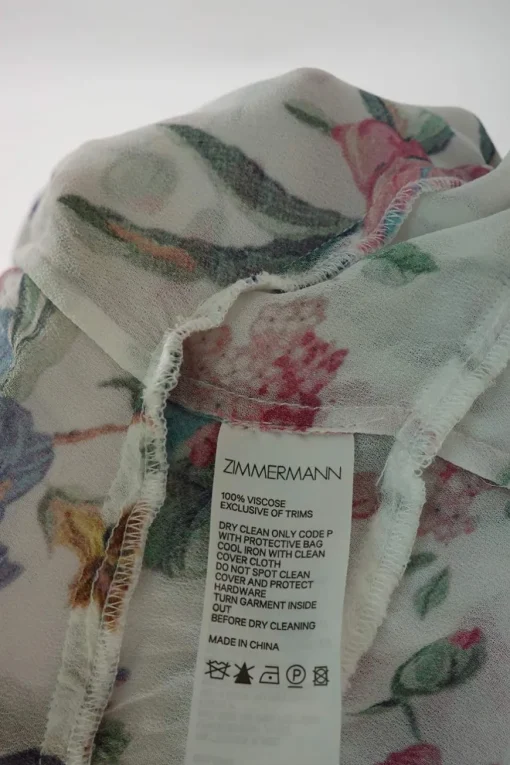 ZIMMERMANN
100% VISCOSE
EXCLUSIVE OF TRIMS
DRY CLEAN ONLY CODE P
WITH PROTECTIVE BAG
COOL IRON WITH CLEAN
COVER CLOTH
DO NOT SPOT CLEAN
COVER AND PROTECT
HARDWARE
TURN GARMENT INSIDE
OUT
BEFORE DRY CLEANING
MADE IN CHINA
P